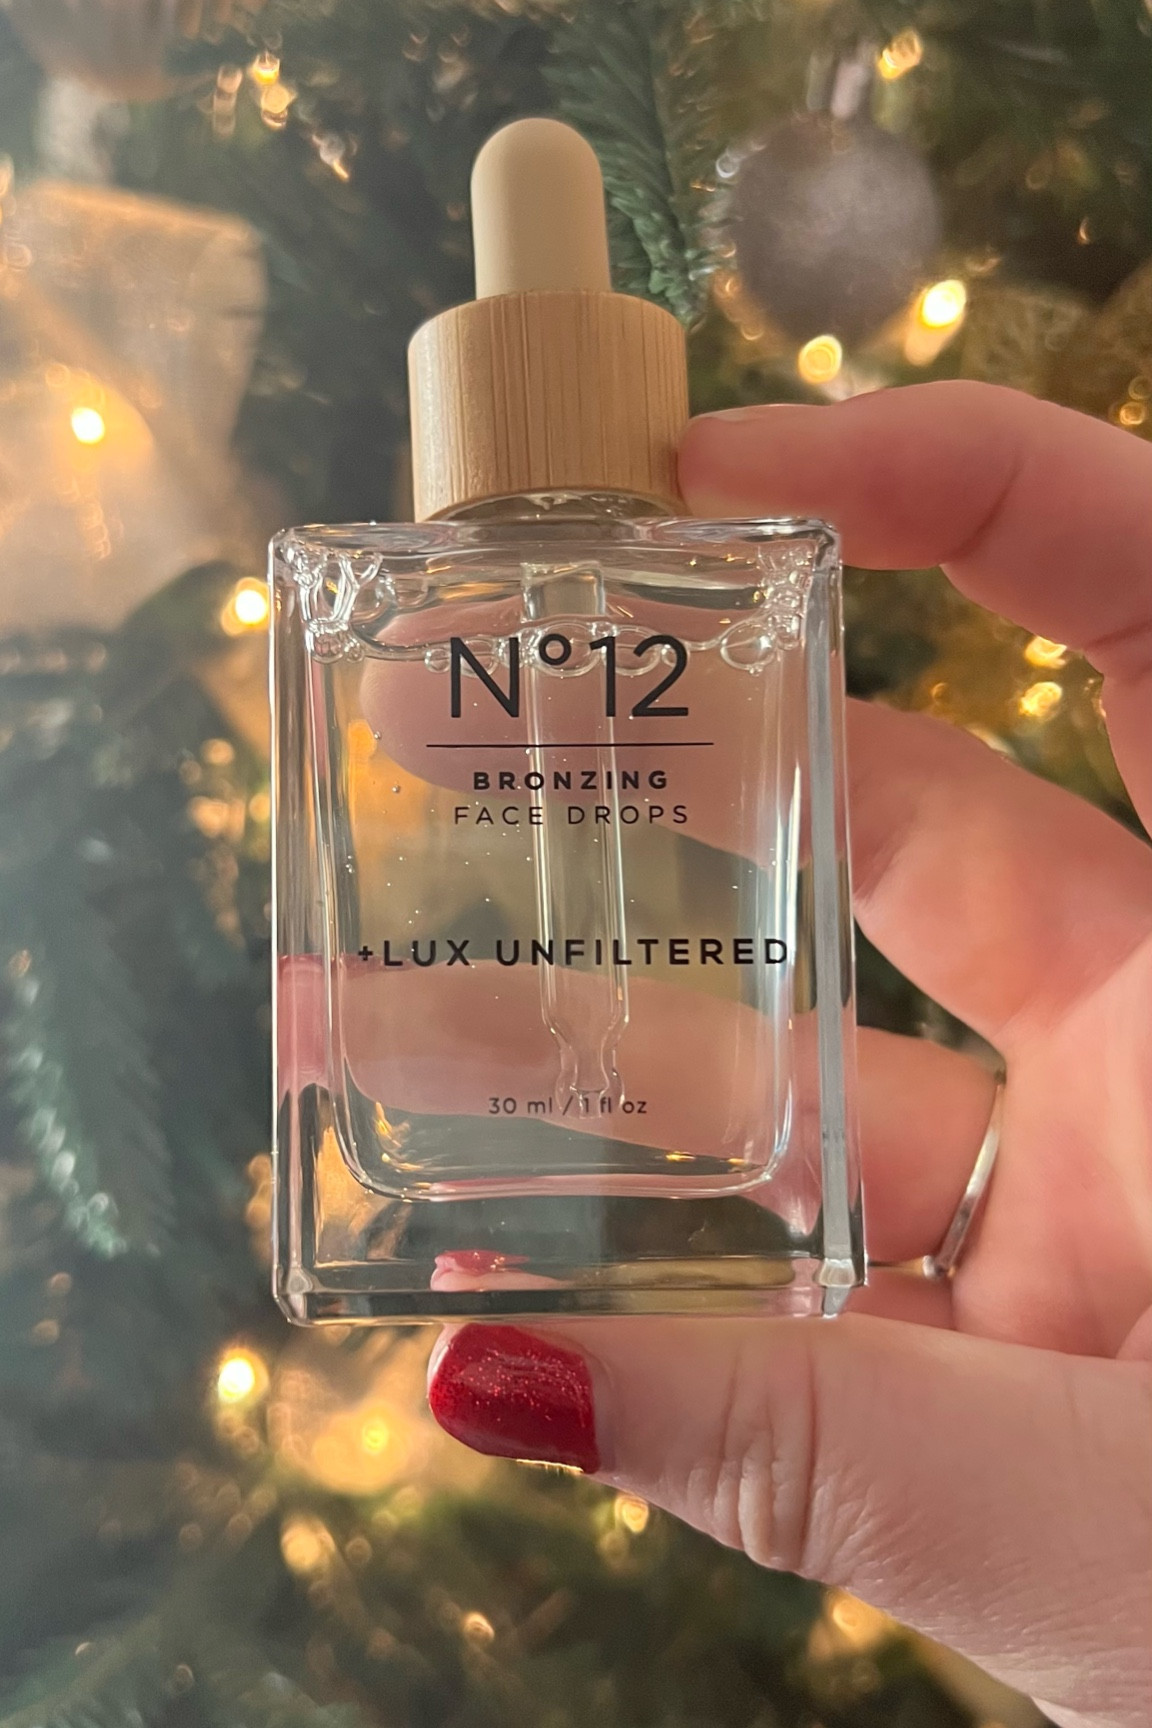 N°12
BRONZING
FACE DROPS
+LUX UNFILTERED
30 ml / 1 fl oz